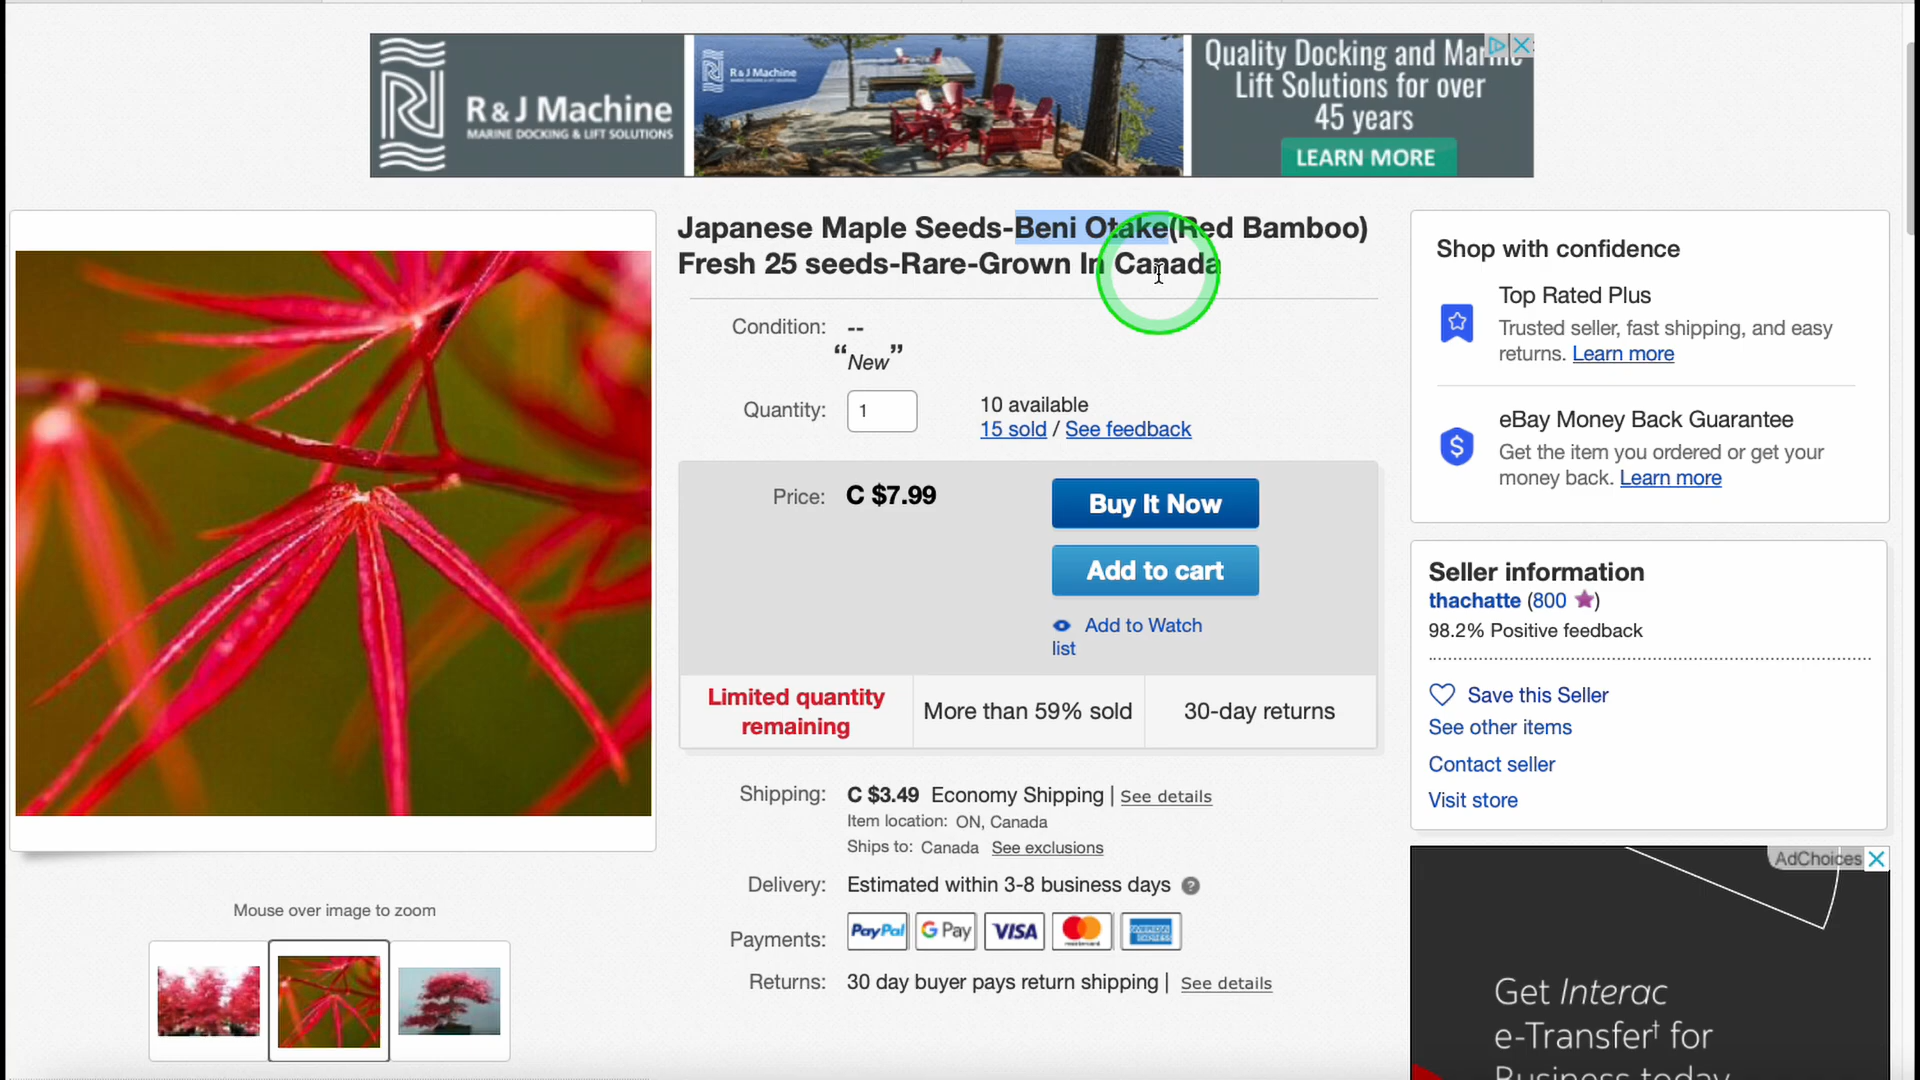 R & J Machine
MARINE DOCKING & LIFT SOLUTIONS
R & J Machine
Quality Docking and Marine
Lift Solutions for over
45 years
LEARN MORE
Japanese Maple Seeds-Beni Otake(Red Bamboo)
Fresh 25 seeds-Rare-Grown In Canada
Condition: --
“New”
Quantity: 1
10 available
15 sold / See feedback
Price: C $7.99
Buy It Now
Add to cart
Add to Watch
list
Limited quantity
remaining
More than 59% sold
30-day returns
Shipping: C $3.49 Economy Shipping | See details
Item location: ON, Canada
Ships to: Canada See exclusions
Delivery: Estimated within 3-8 business days ?
Payments: PayPal G Pay VISA mastercard AMERICAN EXPRESS
Returns: 30 day buyer pays return shipping | See details
Mouse over image to zoom
Shop with confidence
Top Rated Plus
Trusted seller, fast shipping, and easy
returns. Learn more
eBay Money Back Guarantee
Get the item you ordered or get your
money back. Learn more
Seller information
thachatte (800 ★)
98.2% Positive feedback
Save this Seller
See other items
Contact seller
Visit store
AdChoices
Get Interac
e-Transfer† for
Business today